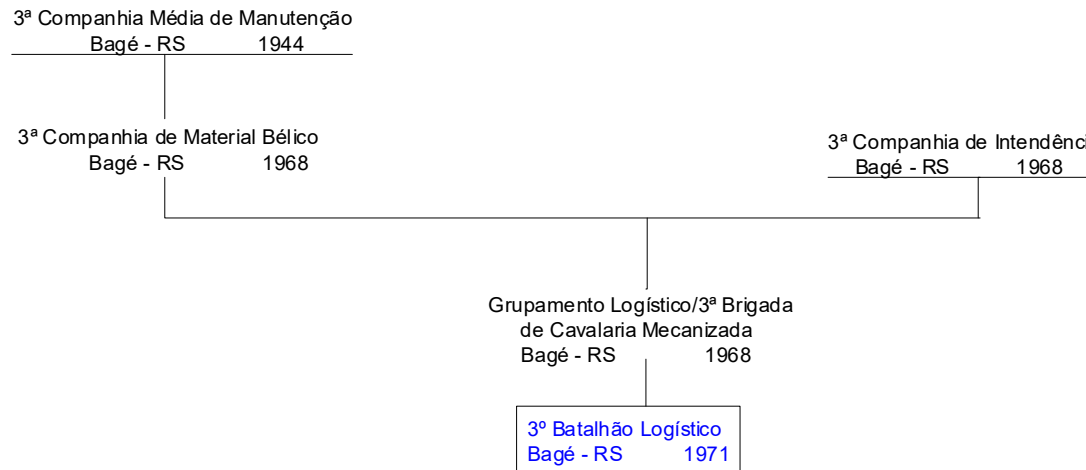 3ª Companhia Média de Manutenção
Bagé - RS 1944
3ª Companhia de Material Bélico
Bagé - RS 1968
3ª Companhia de Intendênci
Bagé - RS 1968
Grupamento Logístico/3ª Brigada
de Cavalaria Mecanizada
Bagé - RS 1968
3º Batalhão Logístico
Bagé - RS 1971